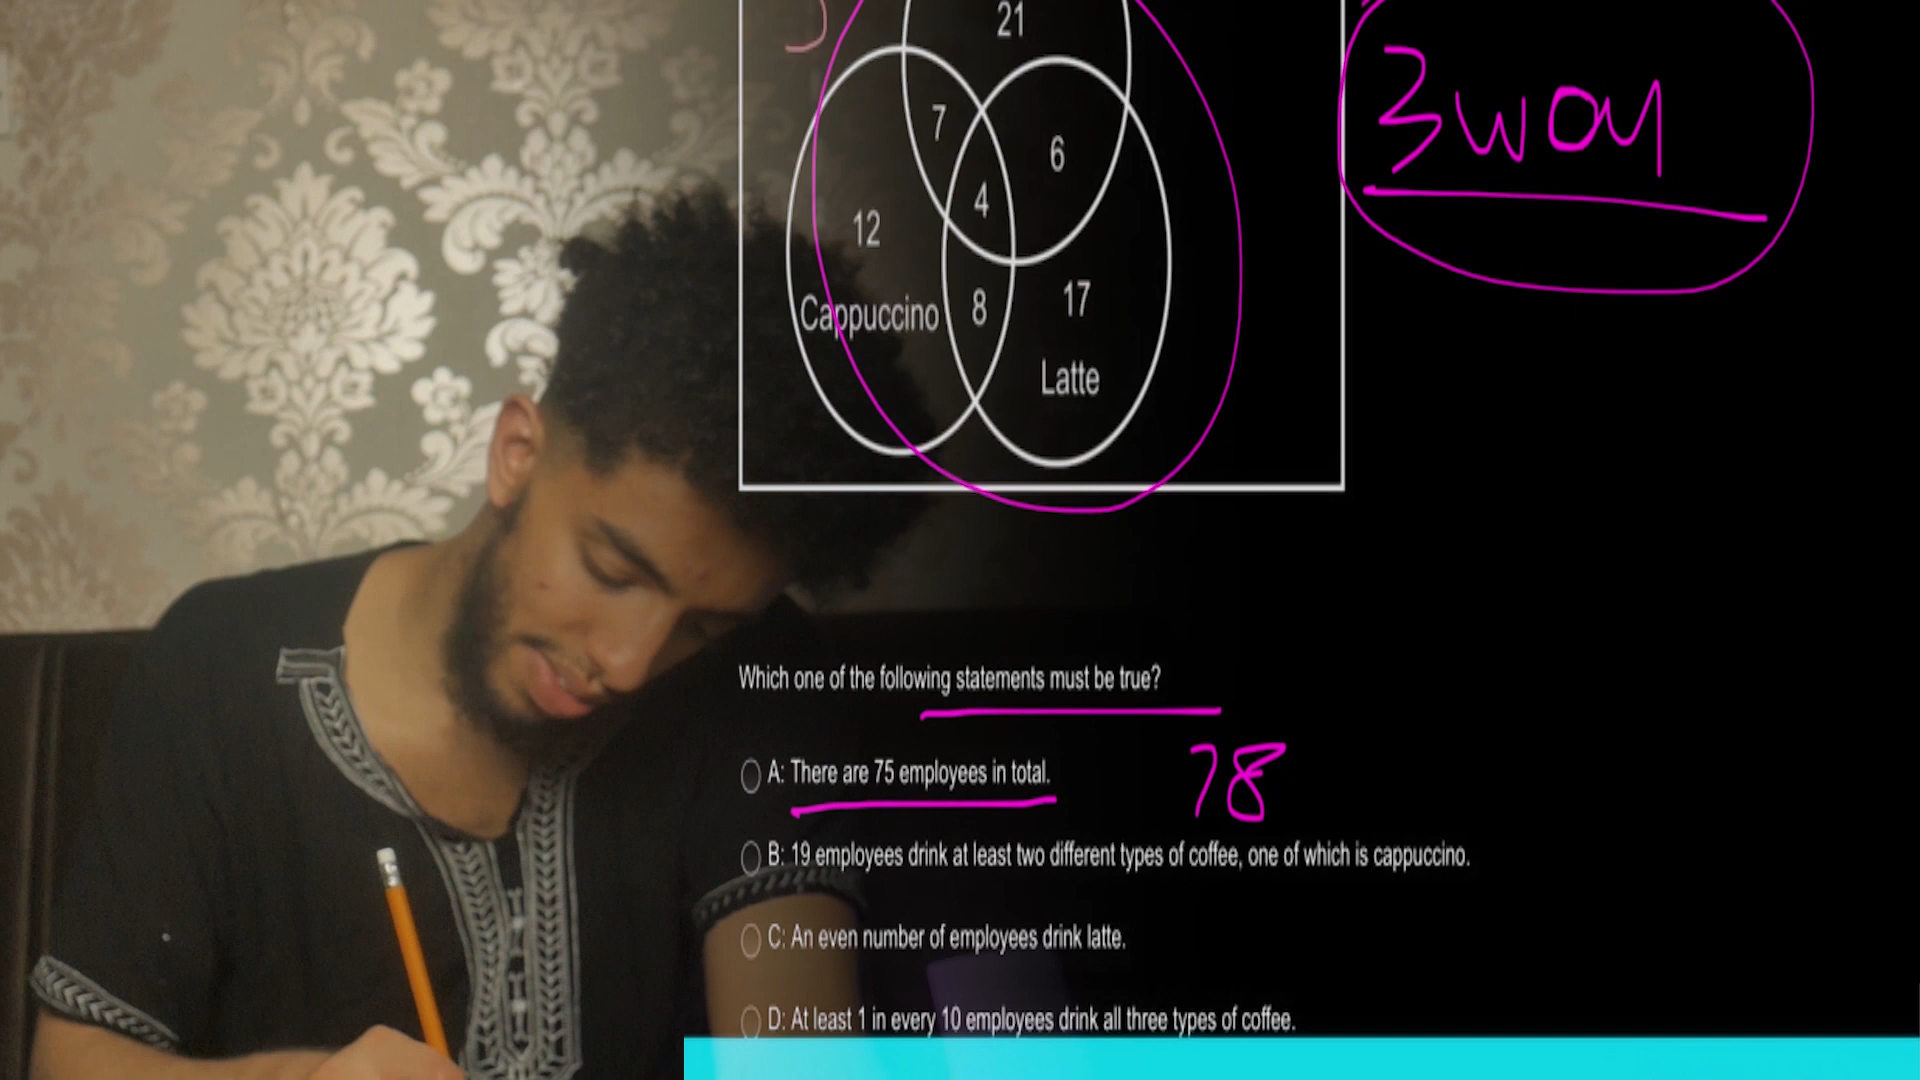 21
3 way
7
6
4
12
17
Cappuccino
8
Latte
Which one of the following statements must be true?
A: There are 75 employees in total.
78
B: 19 employees drink at least two different types of coffee, one of which is cappuccino.
C: An even number of employees drink latte.
D: At least 1 in every 10 employees drink all three types of coffee.